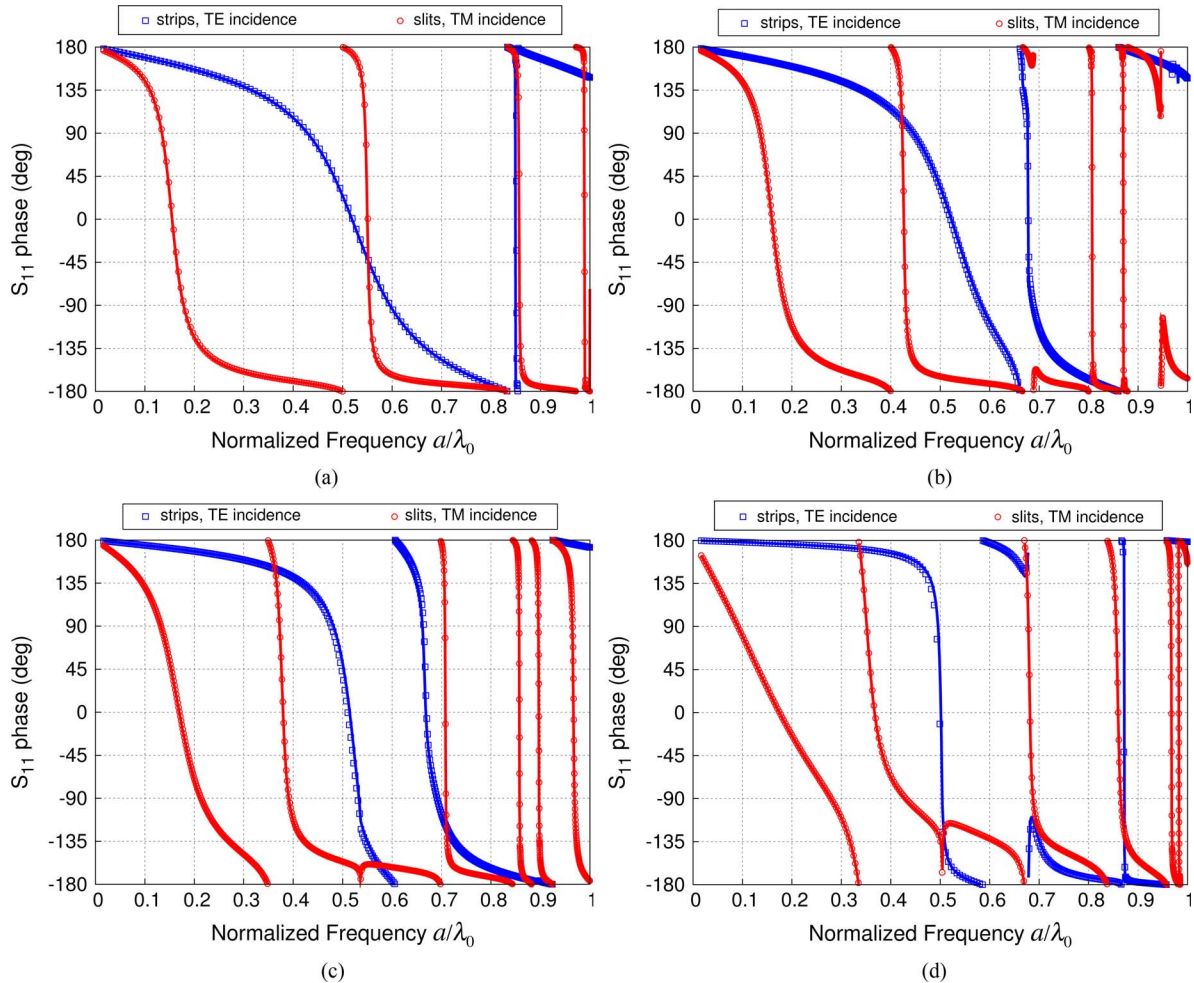 strips, TE incidence   slits, TM incidence
180
135
90
45
0
-45
-90
-135
-180
S11 phase (deg)
0 0.1 0.2 0.3 0.4 0.5 0.6 0.7 0.8 0.9 1
Normalized Frequency a/λ0
(a)
strips, TE incidence   slits, TM incidence
180
135
90
45
0
-45
-90
-135
-180
S11 phase (deg)
0 0.1 0.2 0.3 0.4 0.5 0.6 0.7 0.8 0.9 1
Normalized Frequency a/λ0
(b)
strips, TE incidence   slits, TM incidence
180
135
90
45
0
-45
-90
-135
-180
S11 phase (deg)
0 0.1 0.2 0.3 0.4 0.5 0.6 0.7 0.8 0.9 1
Normalized Frequency a/λ0
(c)
strips, TE incidence   slits, TM incidence
180
135
90
45
0
-45
-90
-135
-180
S11 phase (deg)
0 0.1 0.2 0.3 0.4 0.5 0.6 0.7 0.8 0.9 1
Normalized Frequency a/λ0
(d)